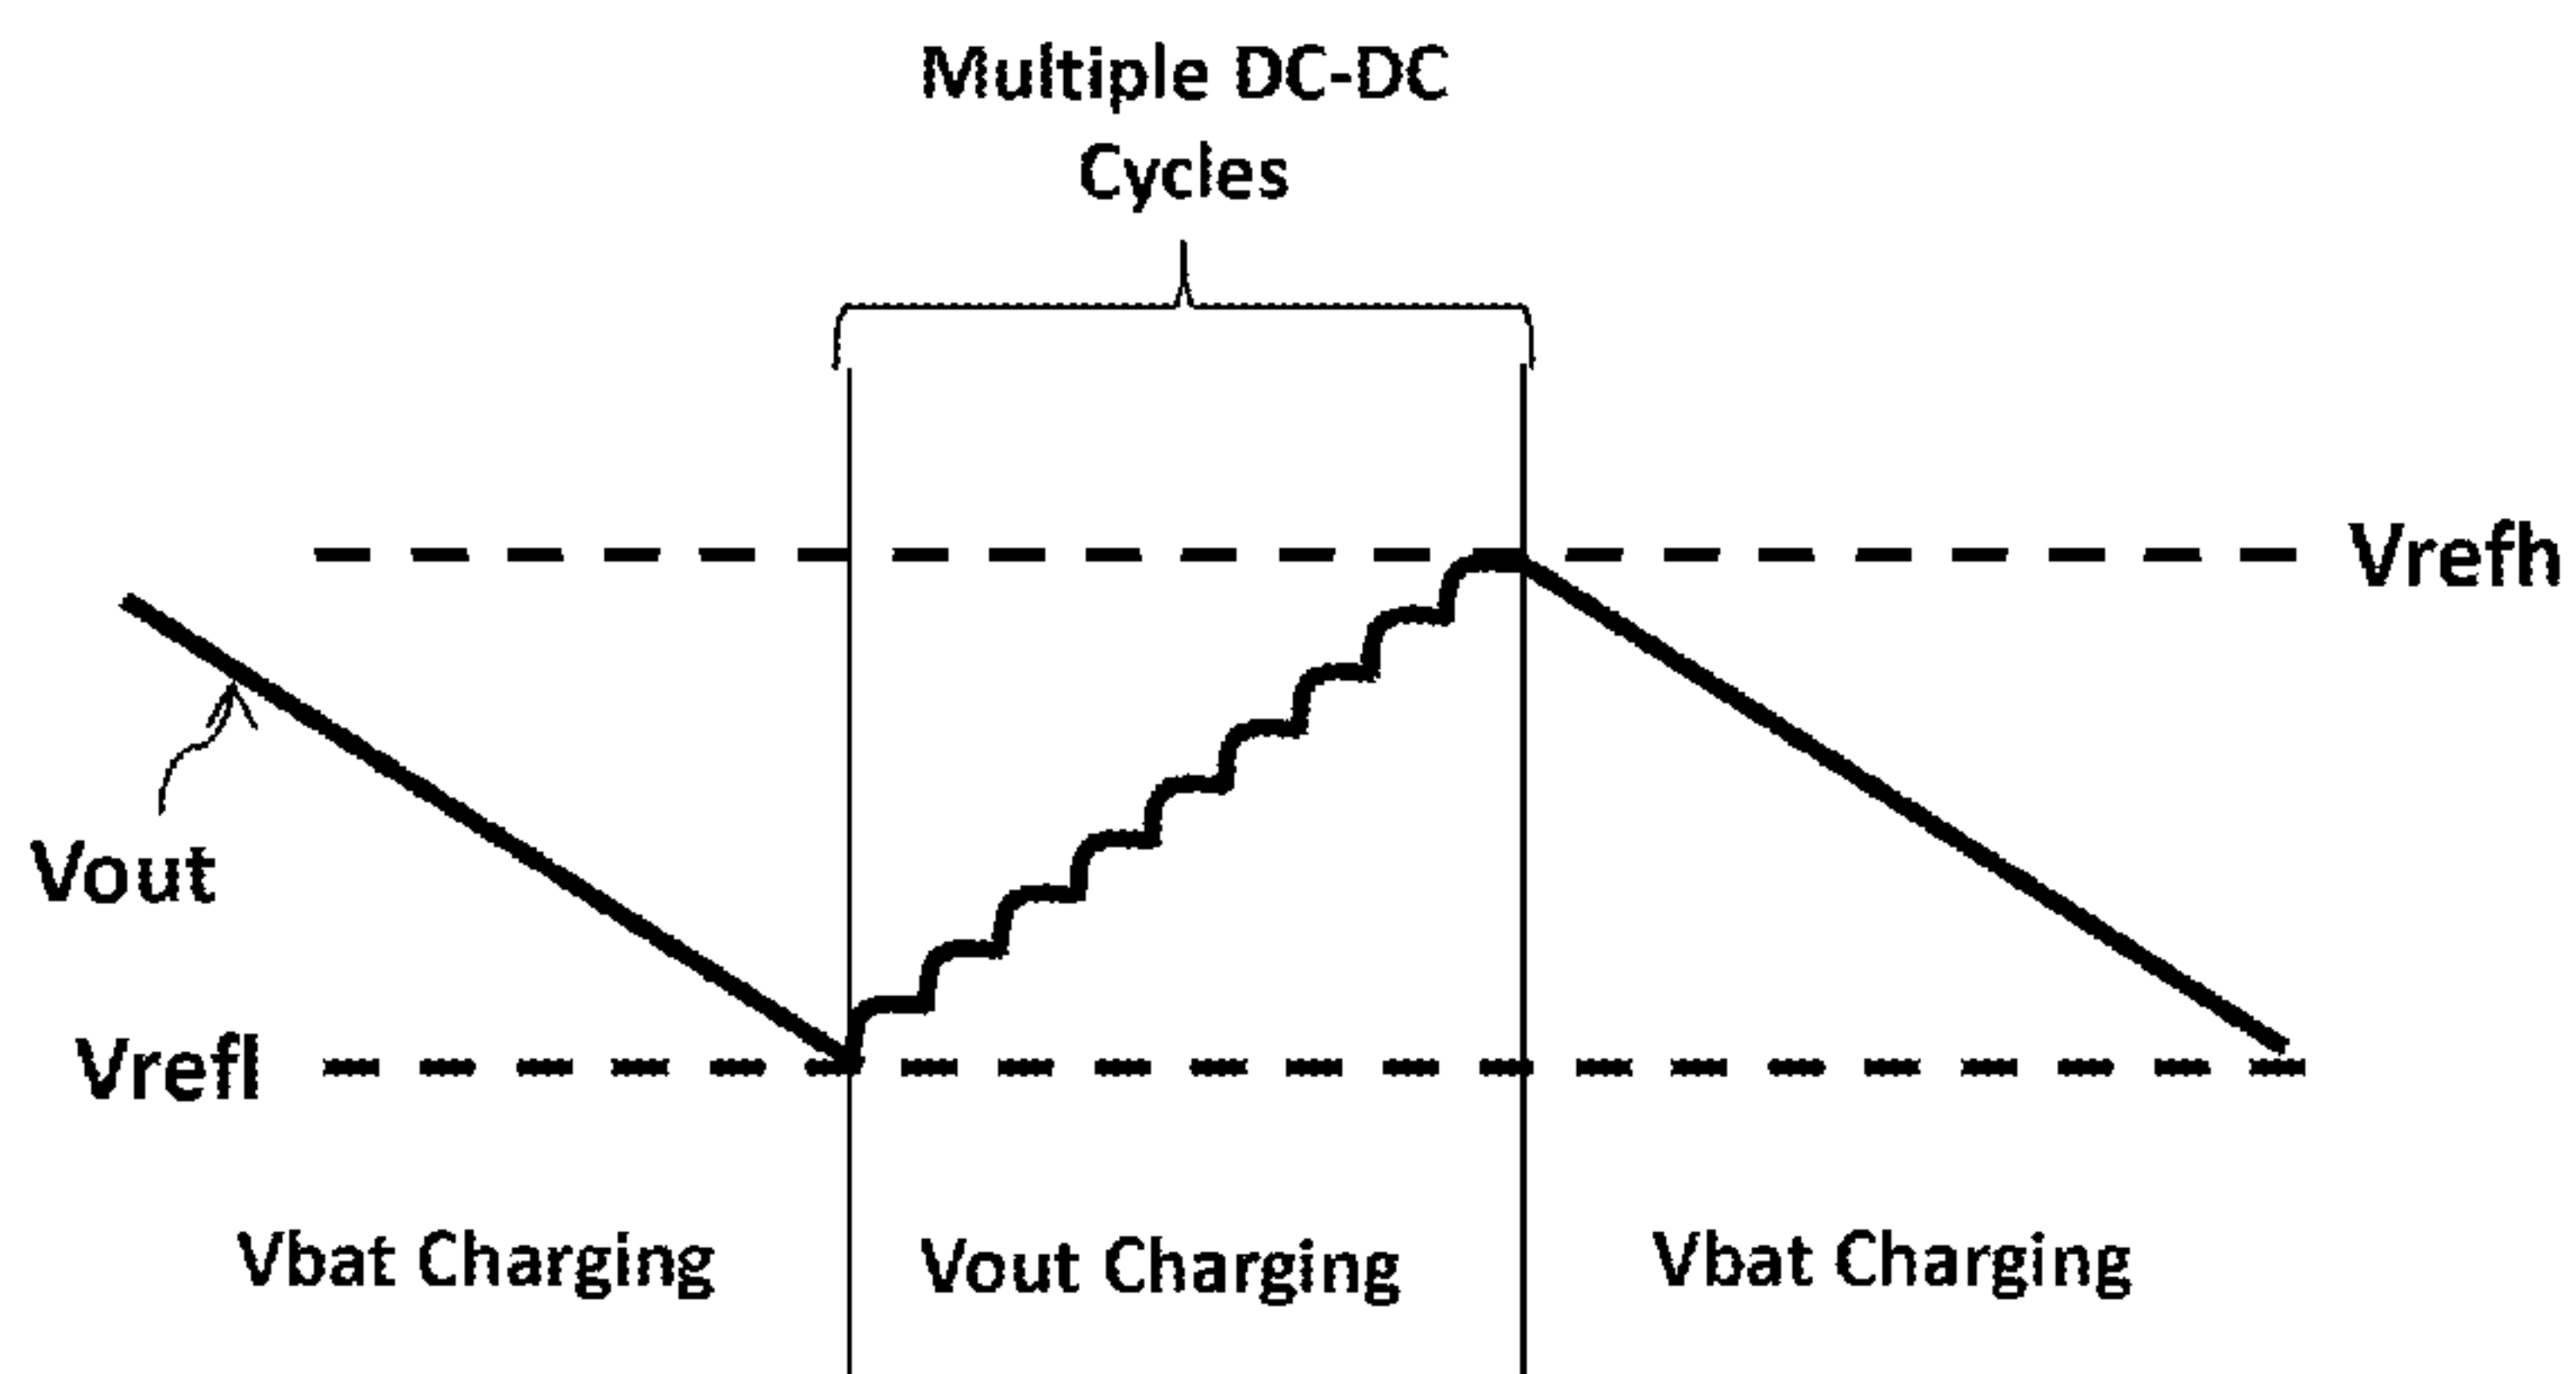 Multiple DC-DC
Cycles
Vrefh
Vout
Vrefl
Vbat Charging
Vout Charging
Vbat Charging